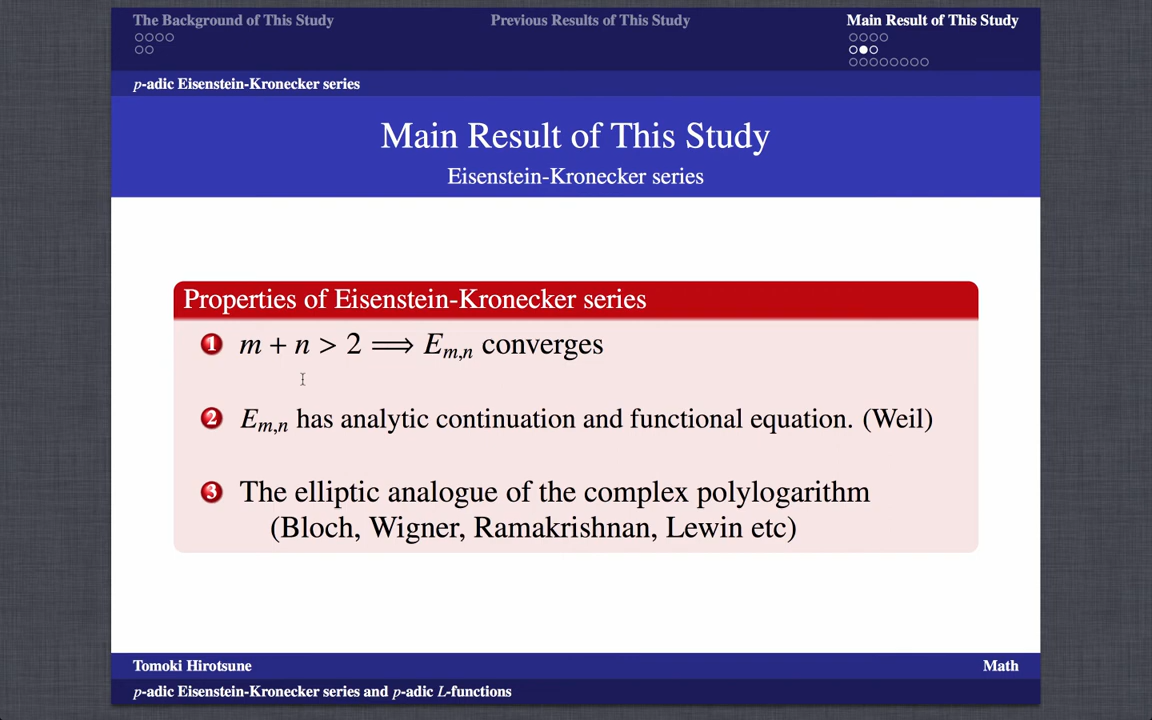 The Background of This Study
Previous Results of This Study
Main Result of This Study
p-adic Eisenstein-Kronecker series
Main Result of This Study
Eisenstein-Kronecker series
Properties of Eisenstein-Kronecker series
1 m + n > 2 ⟹ Eₘ,ₙ converges
2 Eₘ,ₙ has analytic continuation and functional equation. (Weil)
3 The elliptic analogue of the complex polylogarithm
(Bloch, Wigner, Ramakrishnan, Lewin etc)
Tomoki Hirotsune
Math
p-adic Eisenstein-Kronecker series and p-adic L-functions